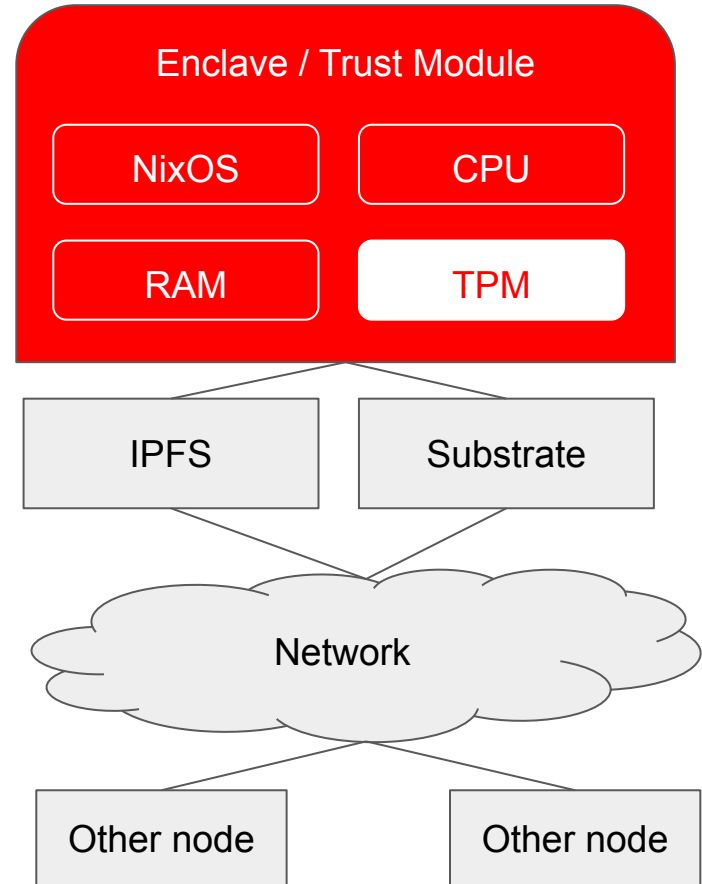 Enclave / Trust Module
NixOS
CPU
RAM
TPM
IPFS
Substrate
Network
Other node
Other node